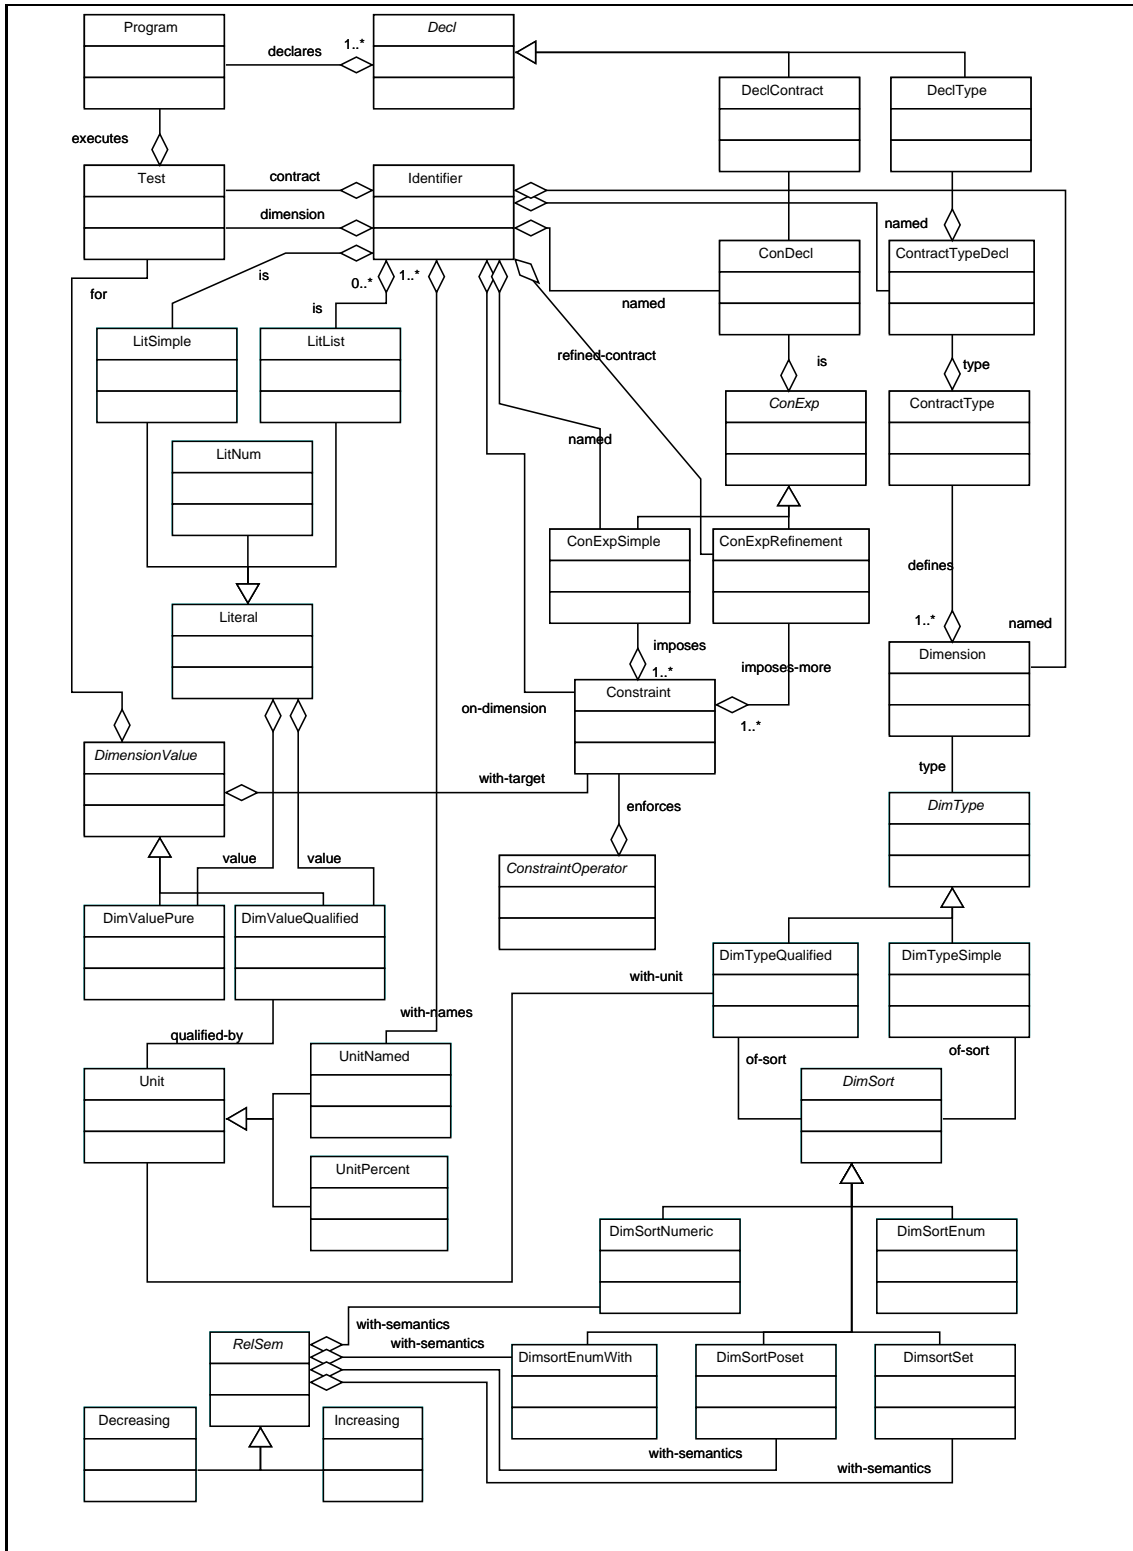 Program
Decl
declares
1..*
DeclContract
DeclType
executes
Test
contract
Identifier
dimension
named
ConDecl
ContractTypeDecl
is
0..*
1..*
for
is
named
LitSimple
LitList
refined-contract
is
type
ConExp
ContractType
named
LitNum
ConExpSimple
ConExpRefinement
defines
Literal
1..*
named
imposes
1..*
imposes-more
Dimension
Constraint
on-dimension
1..*
DimensionValue
with-target
type
enforces
DimType
value
value
ConstraintOperator
DimValuePure
DimValueQualified
DimTypeQualified
DimTypeSimple
with-unit
with-names
qualified-by
UnitNamed
of-sort
of-sort
Unit
DimSort
UnitPercent
DimSortNumeric
DimSortEnum
with-semantics
RelSem
with-semantics
DimsortEnumWith
DimSortPoset
DimsortSet
Decreasing
Increasing
with-semantics
with-semantics